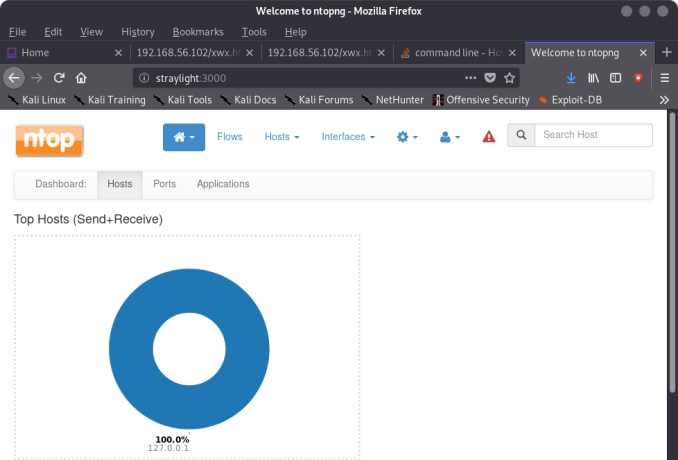 Welcome to ntopng - Mozilla Firefox
File Edit View History Bookmarks Tools Help
Home 192.168.56.102/xwx.h 192.168.56.102/xwx.h command line - Ho Welcome to ntopng
straylight:3000
Kali Linux Kali Training Kali Tools Kali Docs Kali Forums NetHunter Offensive Security Exploit-DB
ntop Flows Hosts Interfaces Search Host
Dashboard: Hosts Ports Applications
Top Hosts (Send+Receive)
100.0%
127.0.0.1